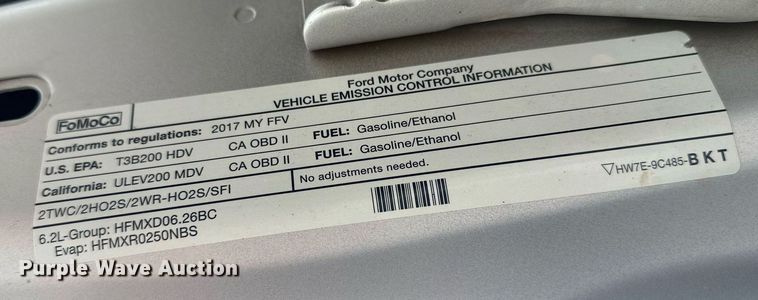 FoMoCo
Ford Motor Company
VEHICLE EMISSION CONTROL INFORMATION
Conforms to regulations: 2017 MY FFV
U.S. EPA: T3B200 HDV CA OBD II FUEL: Gasoline/Ethanol
California: ULEV200 MDV CA OBD II FUEL: Gasoline/Ethanol
2TWC/2HO2S/2WR-HO2S/SFI No adjustments needed.
6.2L-Group: HFMXD06.26BC
Evap: HFMXR0250NBS
HW7E-9C485-BKT
Purple Wave Auction